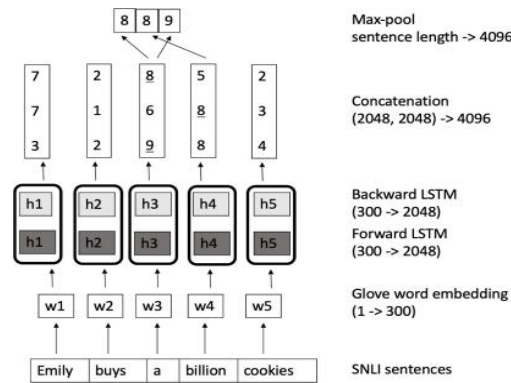 8 8 9
Max-pool
sentence length -> 4096
7 2 8 5 2
7 1 6 8 3
3 2 9 8 4
Concatenation
(2048, 2048) -> 4096
h1 h2 h3 h4 h5
Backward LSTM
(300 -> 2048)
h1 h2 h3 h4 h5
Forward LSTM
(300 -> 2048)
w1 w2 w3 w4 w5
Glove word embedding
(1 -> 300)
Emily buys a billion cookies
SNLI sentences